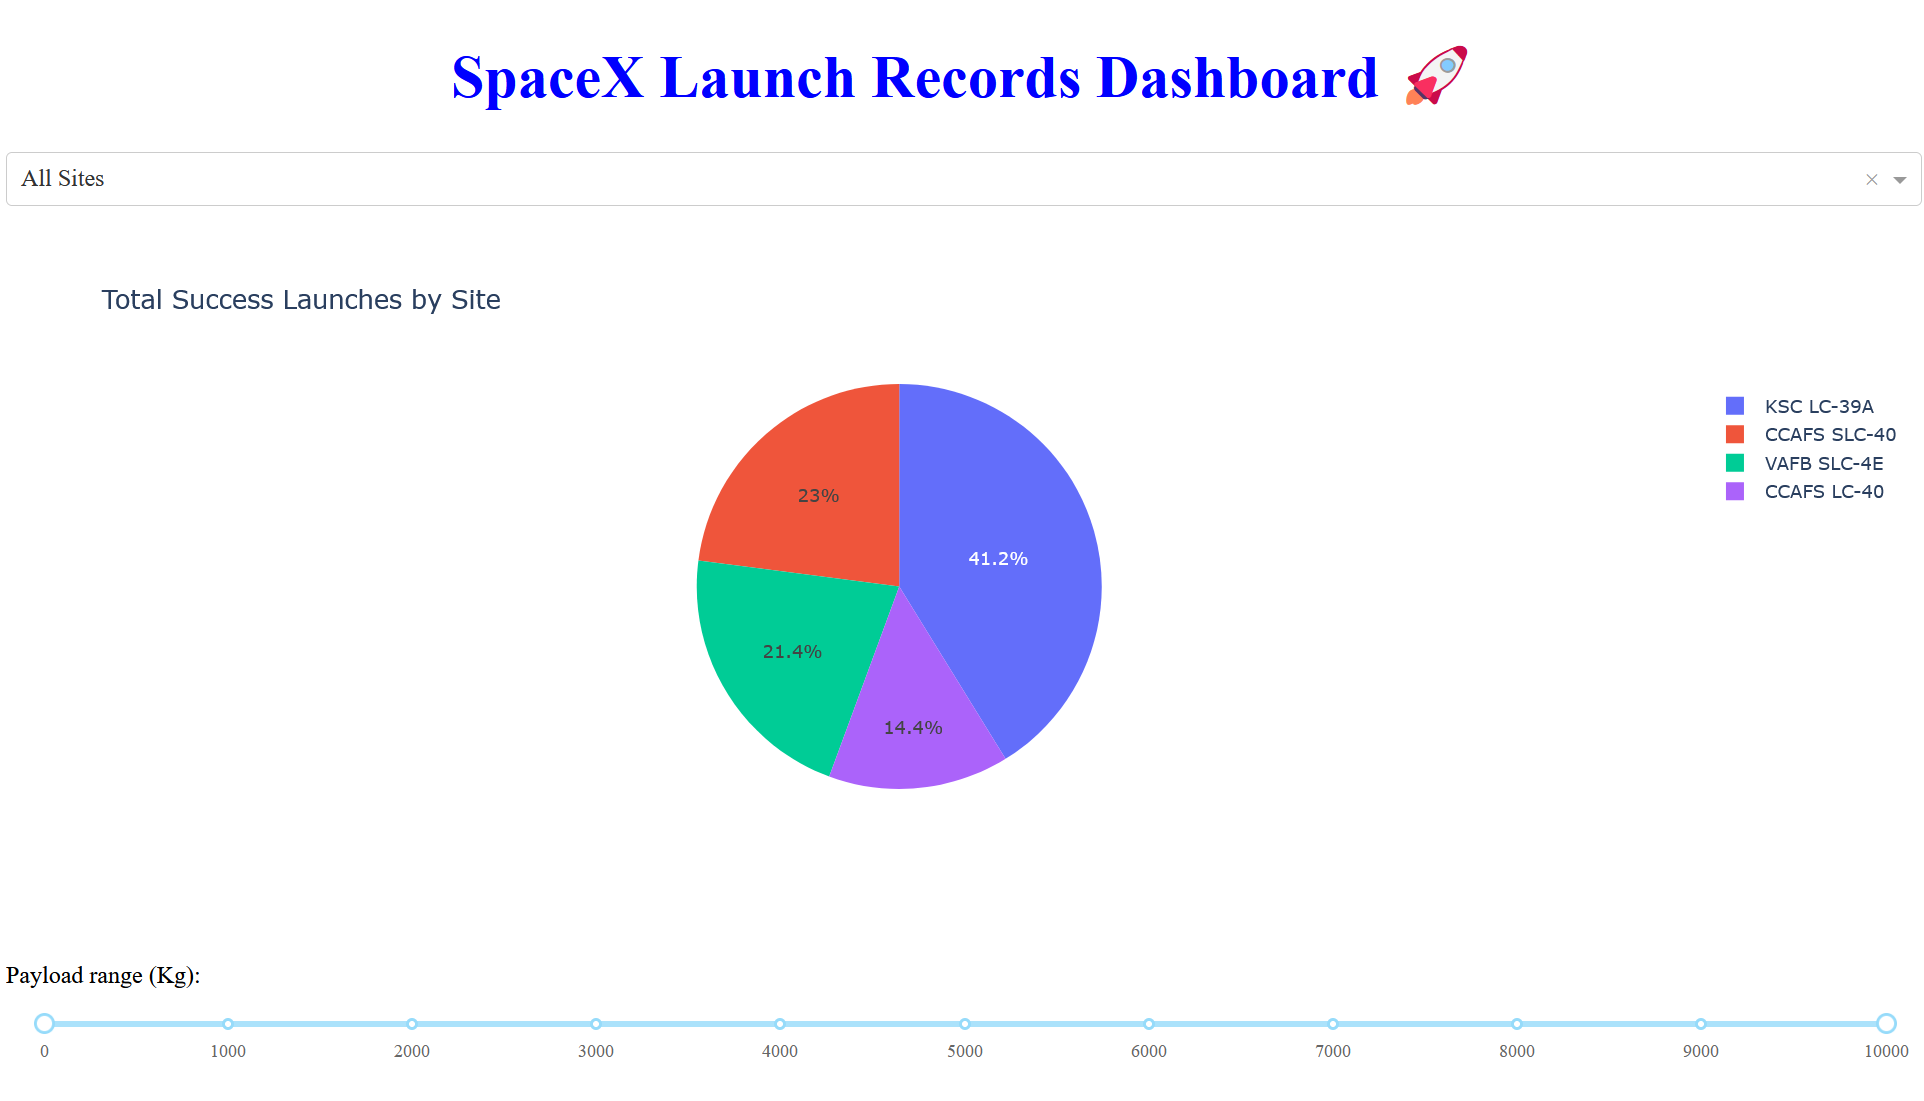 SpaceX Launch Records Dashboard 🚀
All Sites
Total Success Launches by Site
KSC LC-39A
CCAFS SLC-40
VAFB SLC-4E
CCAFS LC-40
23%
41.2%
21.4%
14.4%
Payload range (Kg):
0 1000 2000 3000 4000 5000 6000 7000 8000 9000 10000